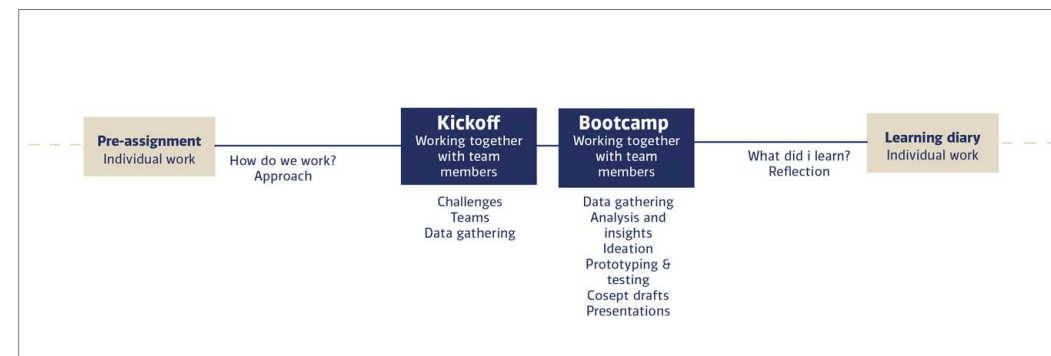 Pre-assignment
Individual work
How do we work?
Approach
Kickoff
Working together
with team
members
Challenges
Teams
Data gathering
Bootcamp
Working together
with team
members
Data gathering
Analysis and
insights
Ideation
Prototyping &
testing
Cosept drafts
Presentations
What did i learn?
Reflection
Learning diary
Individual work